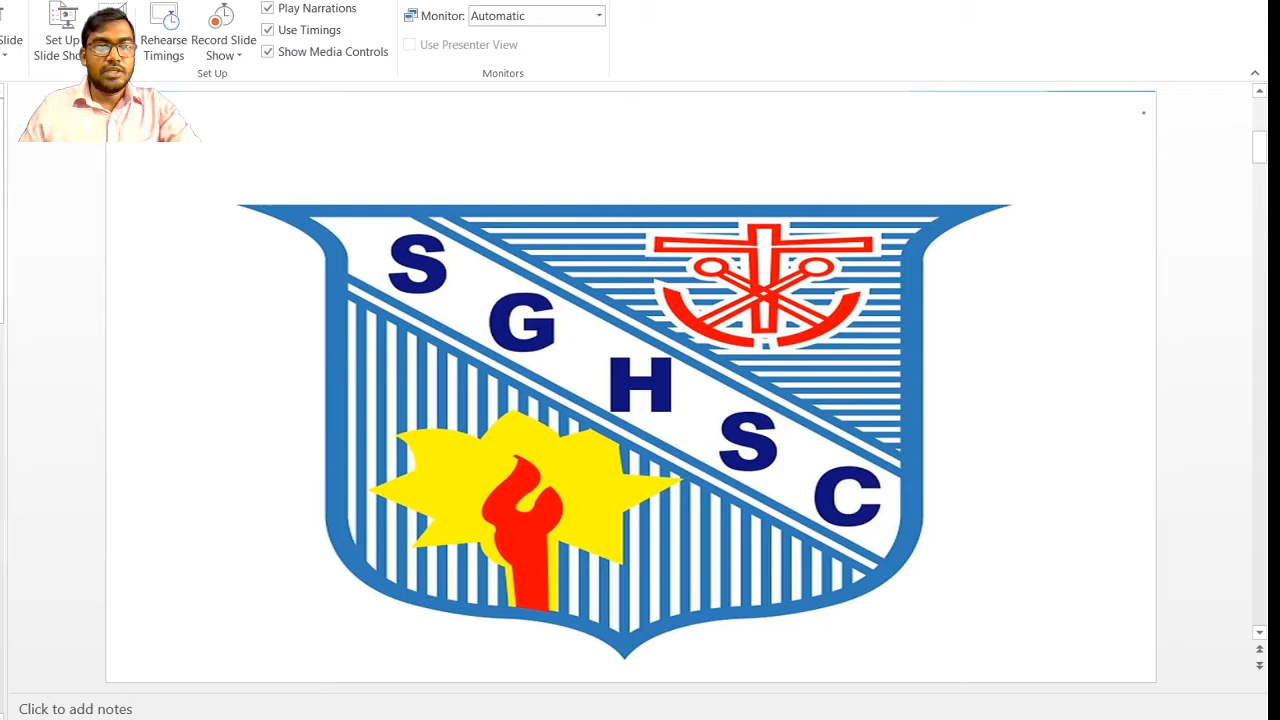 Slide
Set Up
Slide Sho
Rehearse
Timings
Record Slide
Show
Play Narrations
Use Timings
Show Media Controls
Set Up
Monitor: Automatic
Use Presenter View
Monitors
S
G
H
S
C
Click to add notes